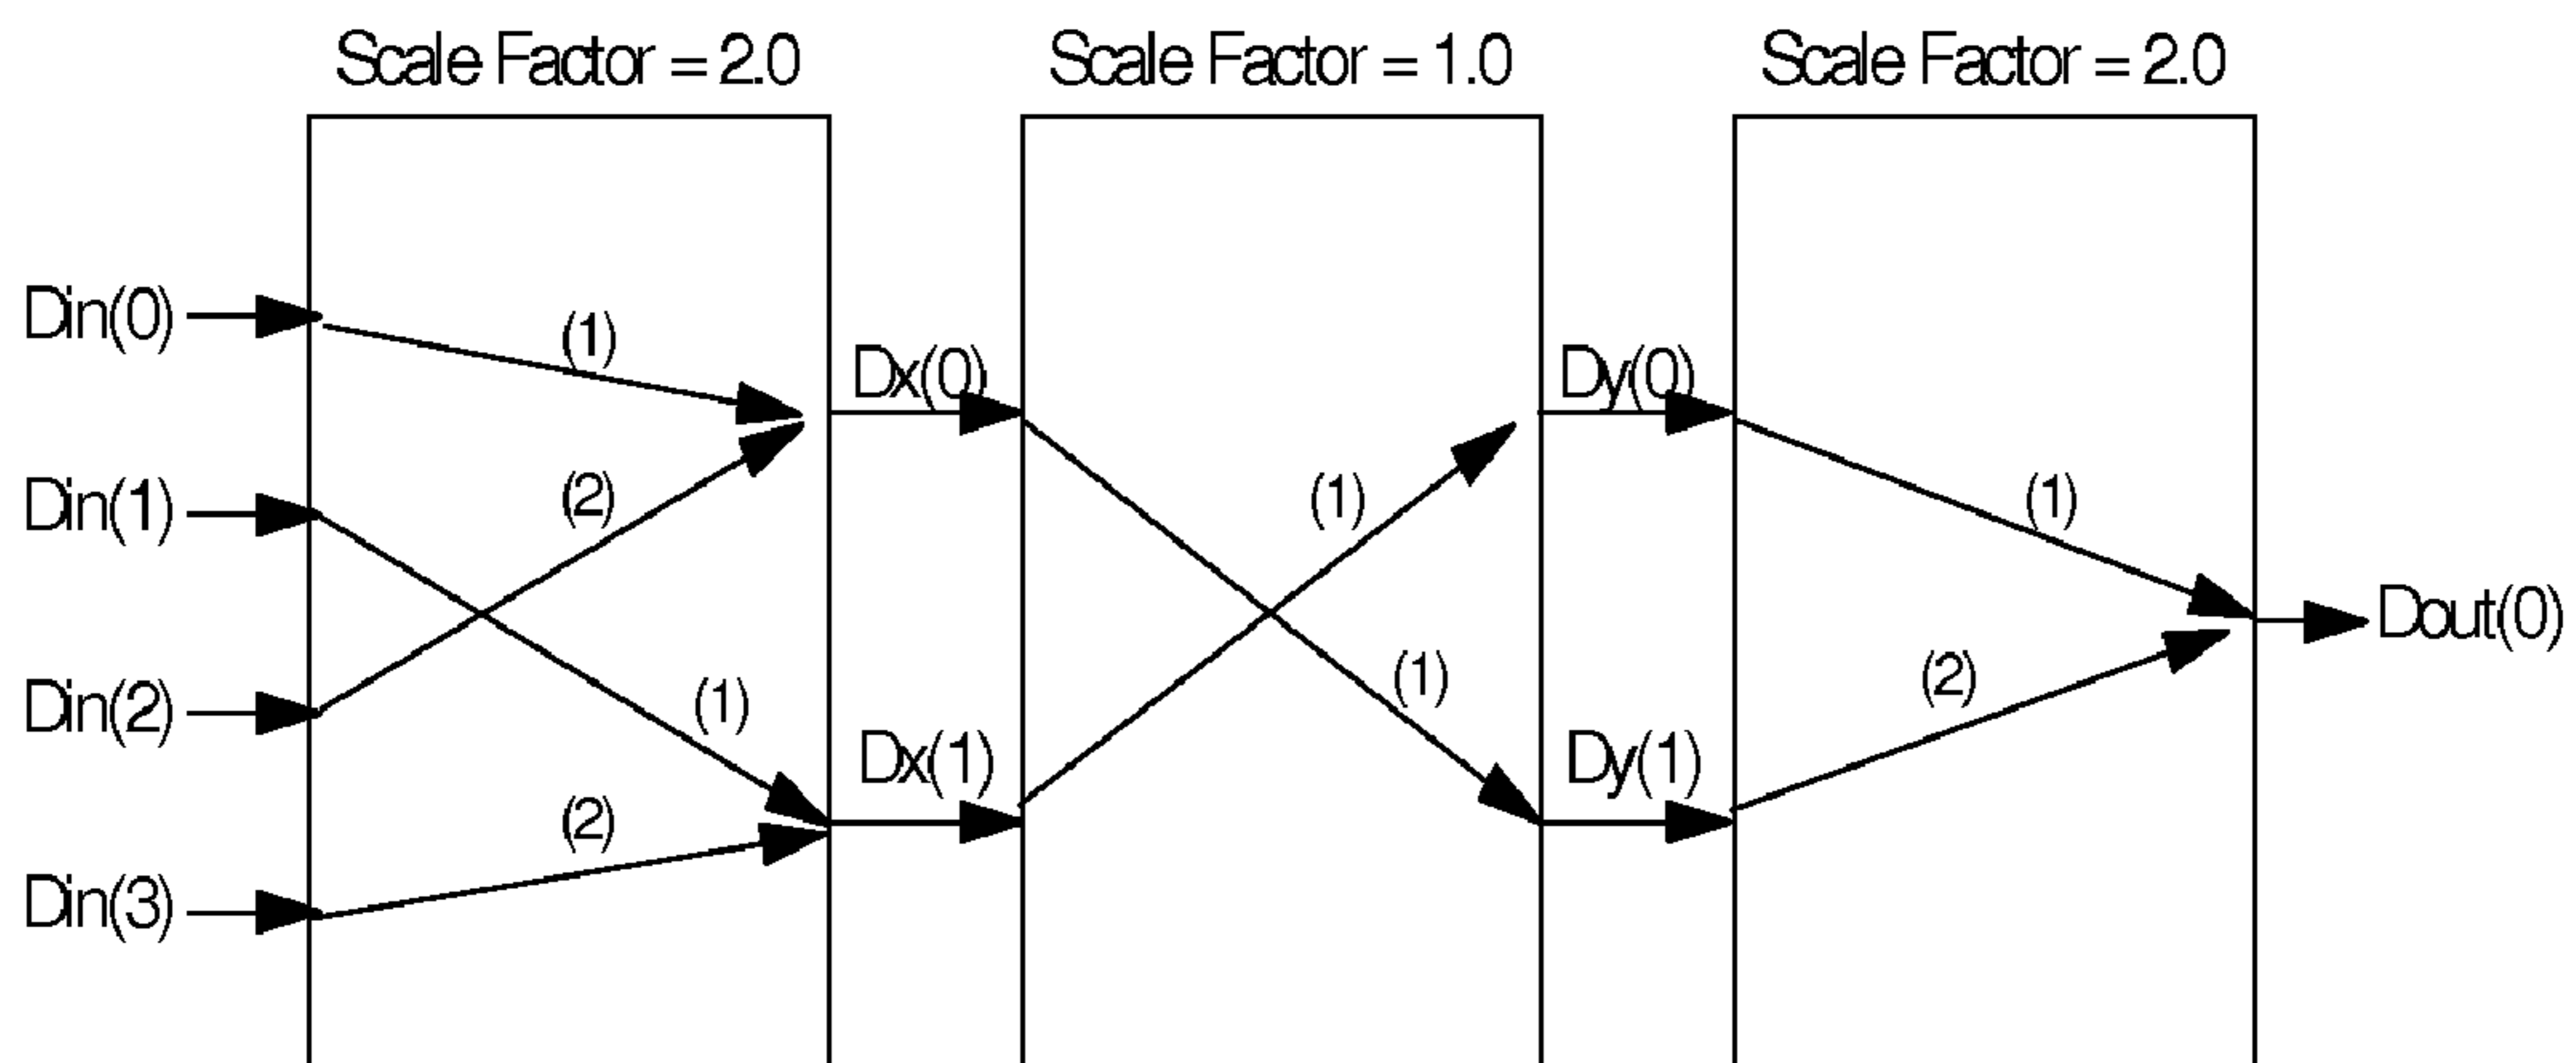 Scale Factor = 2.0
Scale Factor = 1.0
Scale Factor = 2.0
Din(0)
(1)
Dx(0)
Dy(0)
Din(1)
(2)
(1)
(1)
Dout(0)
Din(2)
(1)
(1)
(2)
Dx(1)
Dy(1)
Din(3)
(2)